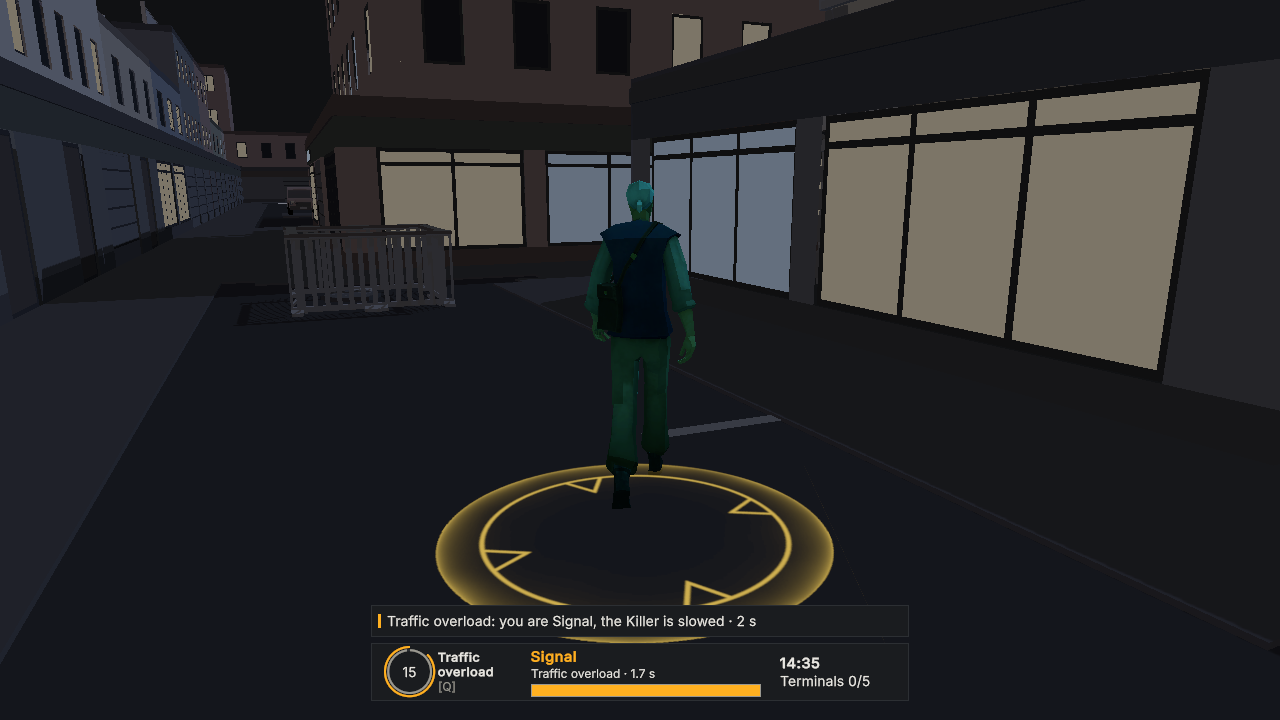 Traffic overload: you are Signal, the Killer is slowed · 2 s
15
Traffic overload
[Q]
Signal
Traffic overload · 1.7 s
14:35
Terminals 0/5